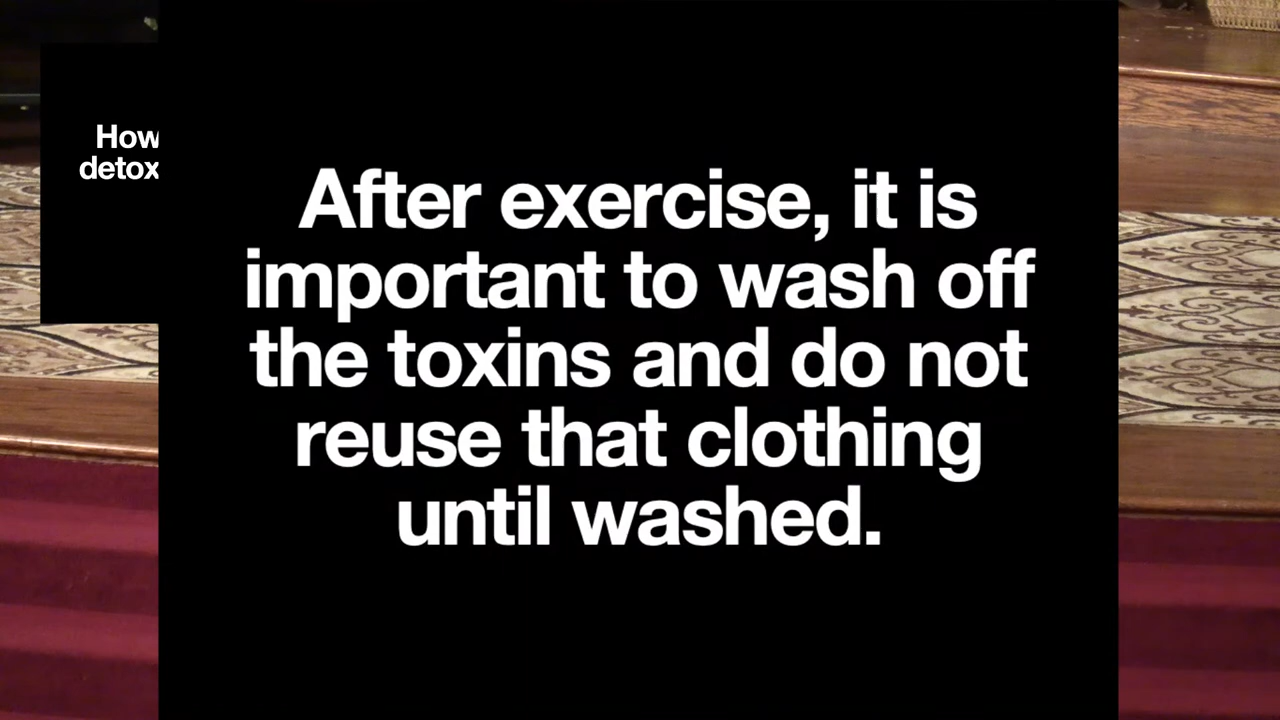 How
detox
After exercise, it is
important to wash off
the toxins and do not
reuse that clothing
until washed.